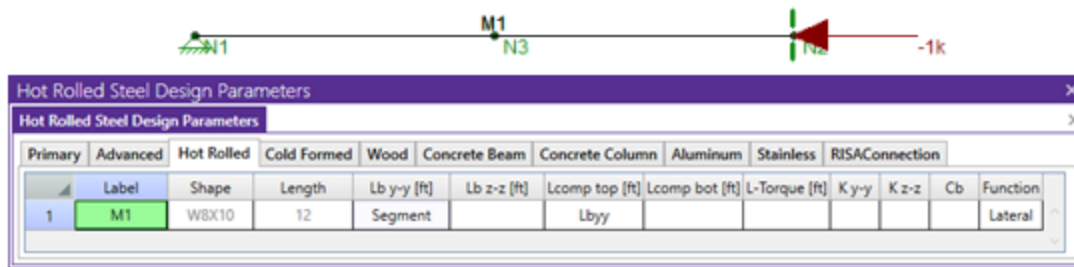 M1
N1 N3 N2 -1k
Hot Rolled Steel Design Parameters
Hot Rolled Steel Design Parameters
Primary Advanced Hot Rolled Cold Formed Wood Concrete Beam Concrete Column Aluminum Stainless RISAConnection
Label Shape Length Lb y-y [ft] Lb z-z [ft] Lcomp top [ft] Lcomp bot [ft] L-Torque [ft] K y-y K z-z Cb Function
1 M1 W8X10 12 Segment Lbyy Lateral